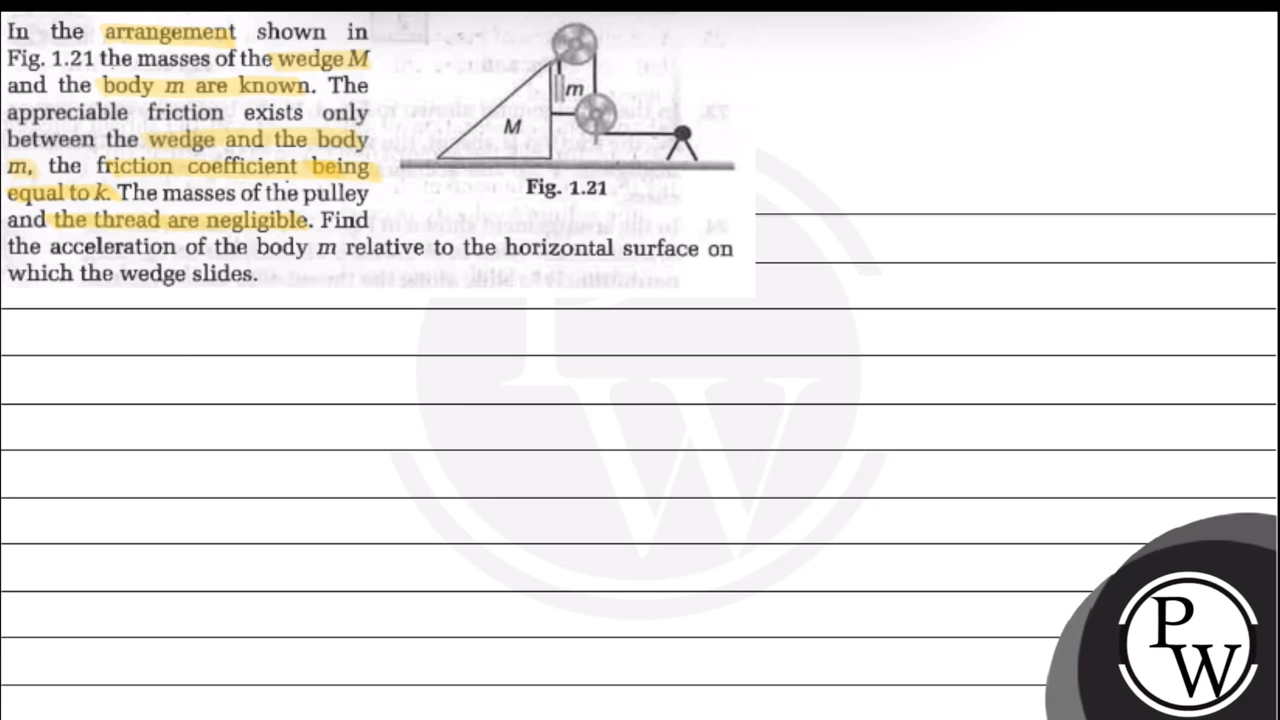 In the arrangement shown in
Fig. 1.21 the masses of the wedge M
and the body m are known. The
appreciable friction exists only
between the wedge and the body
m, the friction coefficient being
equal to k. The masses of the pulley
and the thread are negligible. Find
the acceleration of the body m relative to the horizontal surface on
which the wedge slides.
m
M
Fig. 1.21
PW
PW